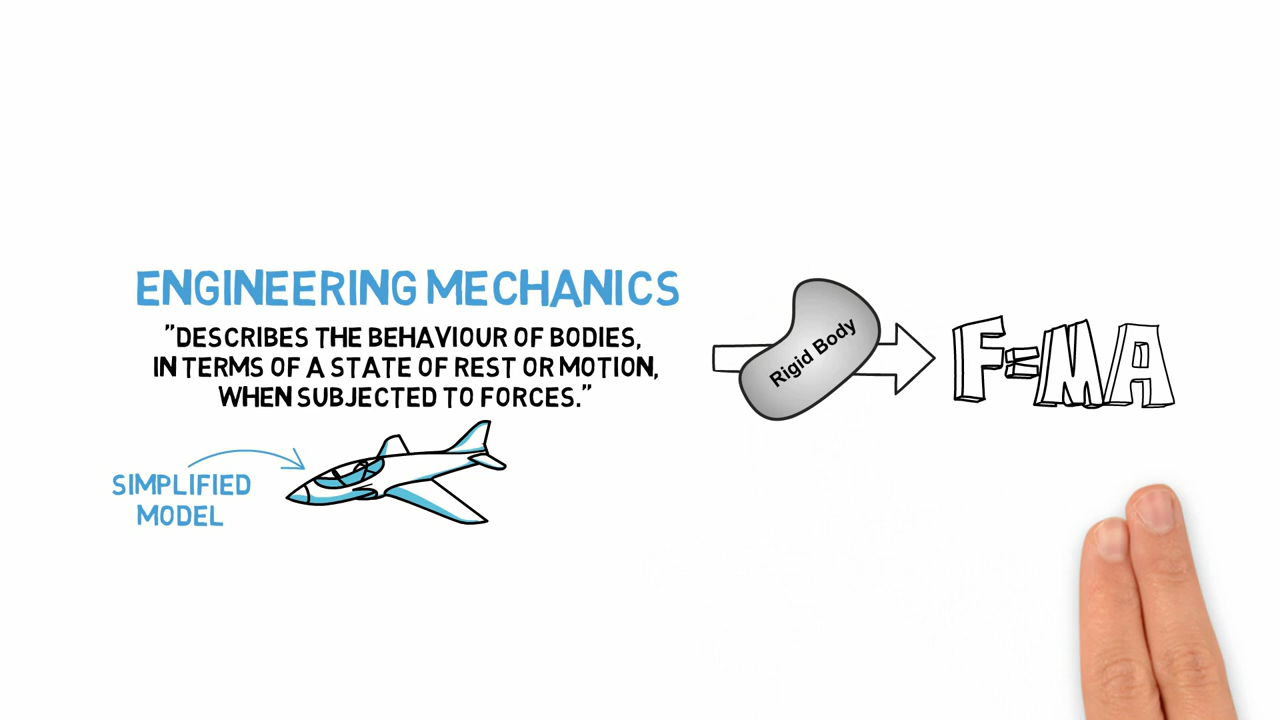 ENGINEERING MECHANICS
"DESCRIBES THE BEHAVIOUR OF BODIES,
IN TERMS OF A STATE OF REST OR MOTION,
WHEN SUBJECTED TO FORCES."
SIMPLIFIED
MODEL
Rigid Body
F=MA